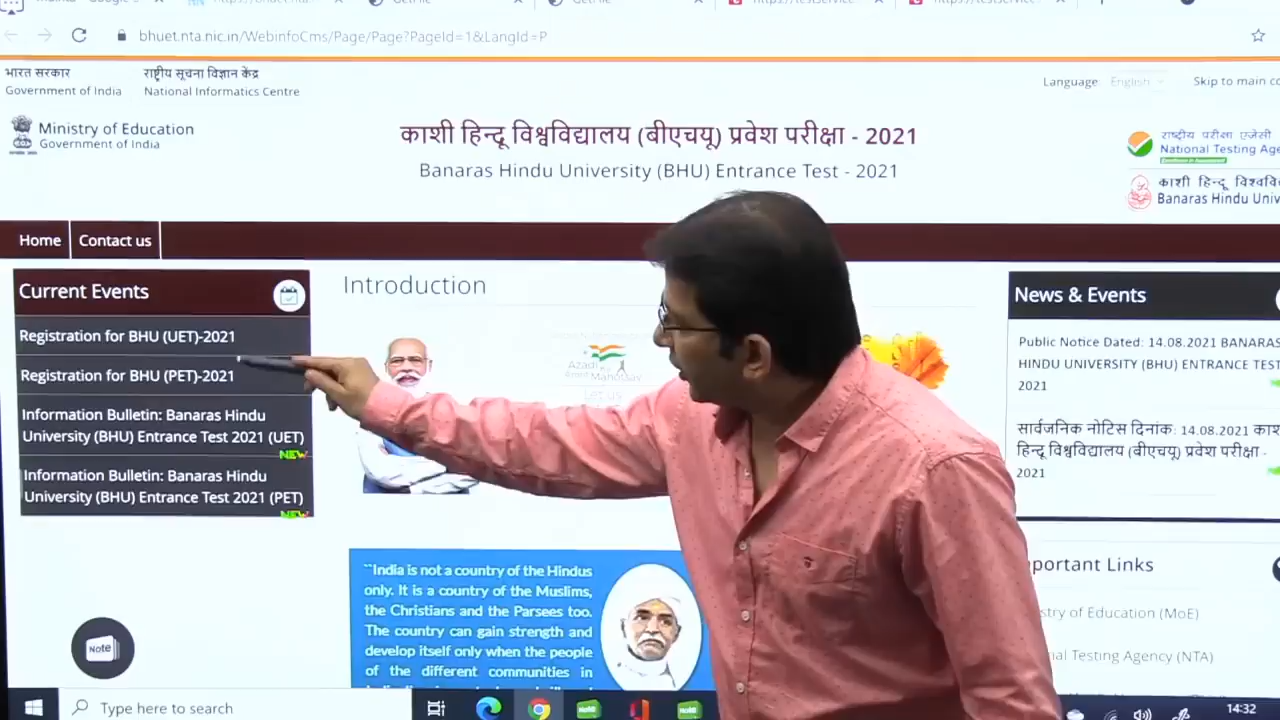 bhuet.nta.nic.in/WebinfoCms/Page/Page?PageId=1&LangId=P
भारत सरकार
Government of India
राष्ट्रीय सूचना विज्ञान केंद्र
National Informatics Centre
Language English
Skip to main co
Ministry of Education
Government of India
काशी हिन्दू विश्वविद्यालय (बीएचयू) प्रवेश परीक्षा - 2021
Banaras Hindu University (BHU) Entrance Test - 2021
राष्ट्रीय परीक्षा एजेंसी
National Testing Age
काशी हिन्दू विश्ववि
Banaras Hindu Univ
Home
Contact us
Current Events
Registration for BHU (UET)-2021
Registration for BHU (PET)-2021
Information Bulletin: Banaras Hindu
University (BHU) Entrance Test 2021 (UET)
NEW
Information Bulletin: Banaras Hindu
University (BHU) Entrance Test 2021 (PET)
NEW
Introduction
Azadi
Mahotsav
``India is not a country of the Hindus
only. It is a country of the Muslims,
the Christians and the Parsees too.
The country can gain strength and
develop itself only when the people
of the different communities in
News & Events
Public Notice Dated: 14.08.2021 BANARAS
HINDU UNIVERSITY (BHU) ENTRANCE TEST
2021
सार्वजनिक नोटिस दिनांक: 14.08.2021 काश
हिन्दू विश्वविद्यालय (बीएचयू) प्रवेश परीक्षा -
2021
portant Links
stry of Education (MoE)
nal Testing Agency (NTA)
Note
Type here to search
14:32